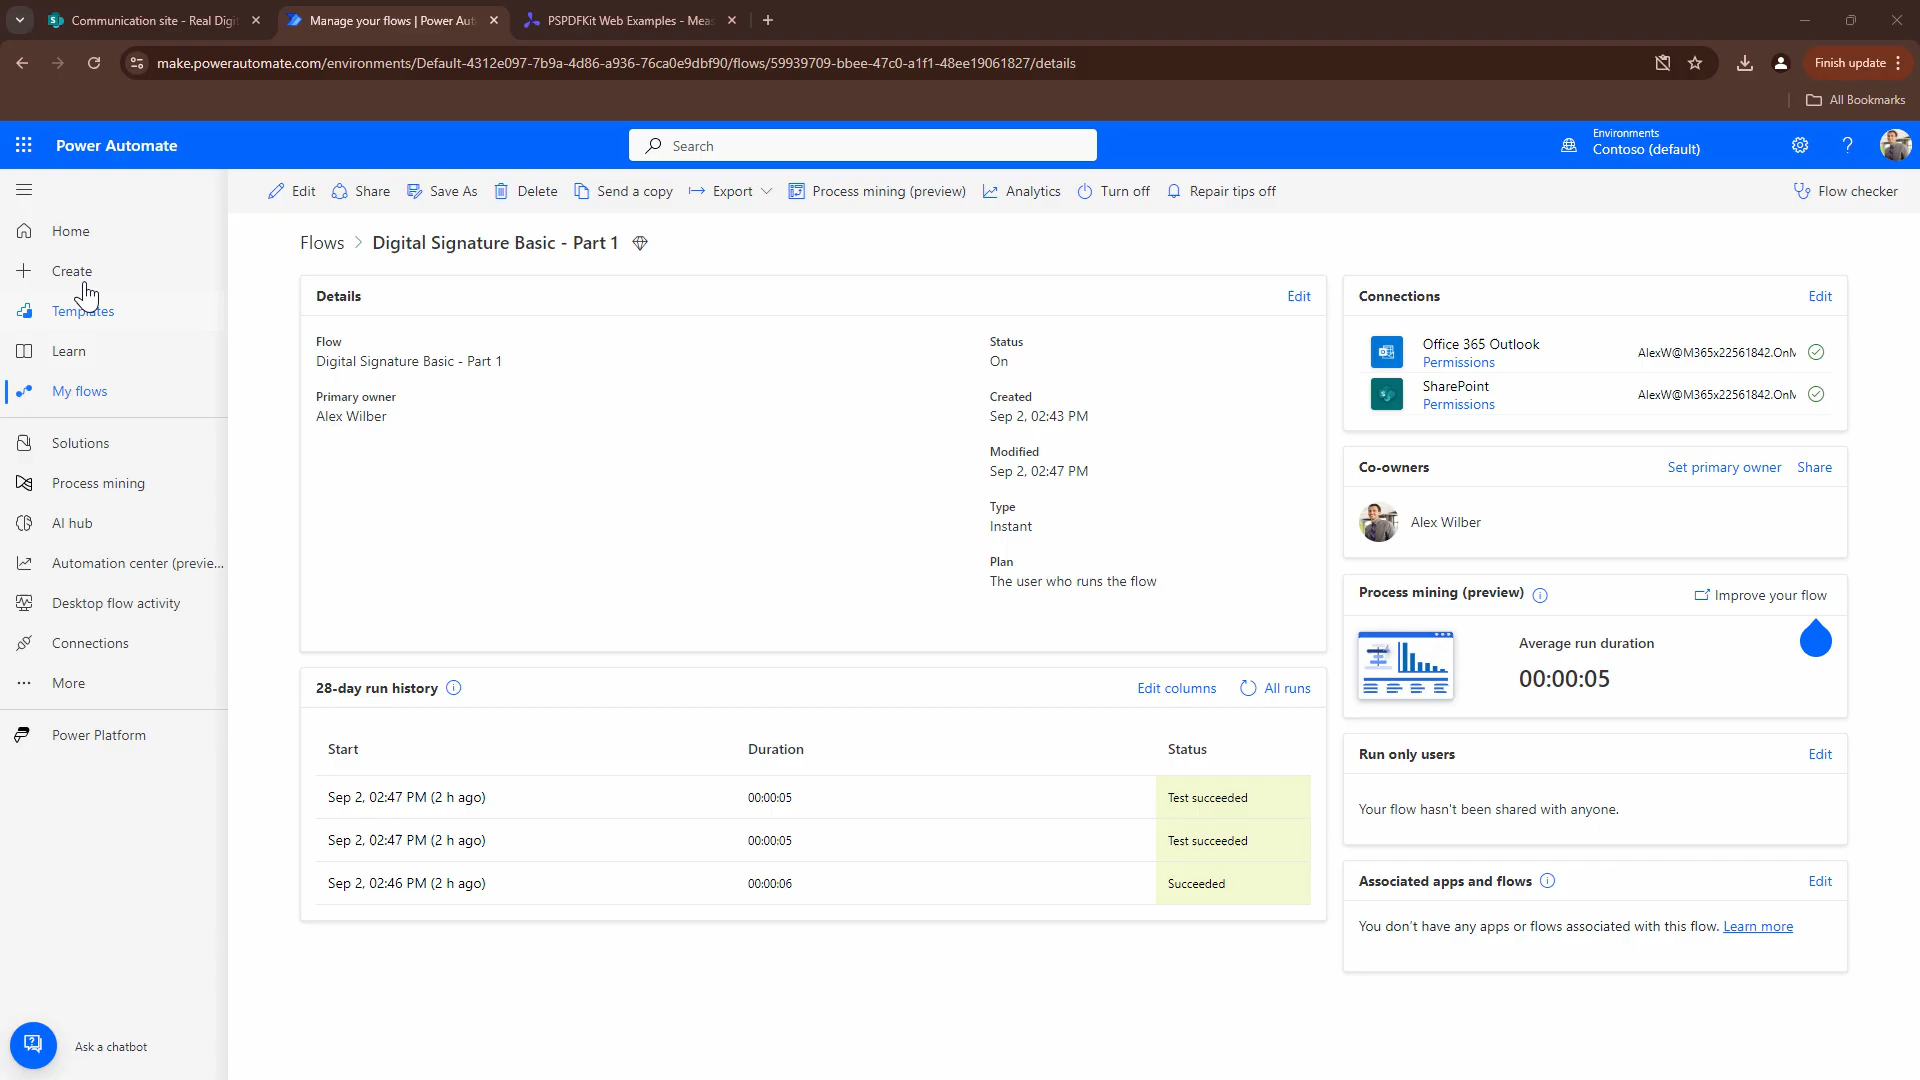 Communication site - Real Digit
Manage your flows | Power Aut
PSPDFKit Web Examples - Meas
make.powerautomate.com/environments/Default-4312e097-7b9a-4d86-a936-76ca0e9dbf90/flows/59939709-bbee-47c0-a1f1-48ee19061827/details
Finish update
All Bookmarks
Power Automate
Search
Environments
Contoso (default)
Edit
Share
Save As
Delete
Send a copy
Export
Process mining (preview)
Analytics
Turn off
Repair tips off
Flow checker
Home
Create
Templates
Learn
My flows
Solutions
Process mining
AI hub
Automation center (previe...
Desktop flow activity
Connections
More
Power Platform
Ask a chatbot
Flows > Digital Signature Basic - Part 1
Details
Edit
Flow
Digital Signature Basic - Part 1
Primary owner
Alex Wilber
Status
On
Created
Sep 2, 02:43 PM
Modified
Sep 2, 02:47 PM
Type
Instant
Plan
The user who runs the flow
28-day run history
Edit columns
All runs
Start Duration Status
Sep 2, 02:47 PM (2 h ago) 00:00:05 Test succeeded
Sep 2, 02:47 PM (2 h ago) 00:00:05 Test succeeded
Sep 2, 02:46 PM (2 h ago) 00:00:06 Succeeded
Connections
Edit
Office 365 Outlook
Permissions
AlexW@M365x22561842.OnM
SharePoint
Permissions
AlexW@M365x22561842.OnM
Co-owners
Set primary owner
Share
Alex Wilber
Process mining (preview)
Improve your flow
Average run duration
00:00:05
Run only users
Edit
Your flow hasn't been shared with anyone.
Associated apps and flows
Edit
You don't have any apps or flows associated with this flow. Learn more